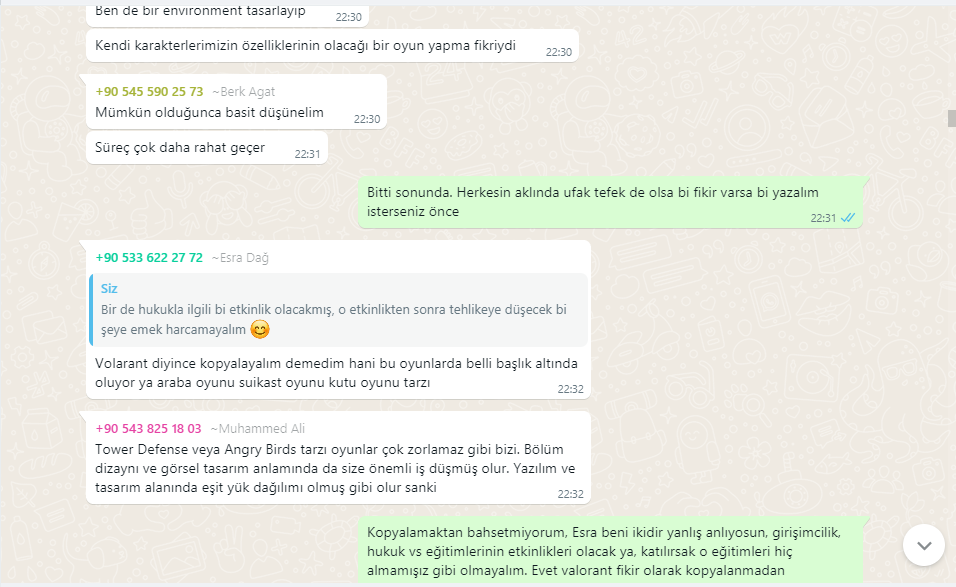 Ben de bir environment tasarlayıp 22:30
Kendi karakterlerimizin özelliklerinin olacağı bir oyun yapma fikriydi 22:30
+90 545 590 25 73 ~Berk Agat
Mümkün olduğunca basit düşünelim 22:30
Süreç çok daha rahat geçer 22:31
Bitti sonunda. Herkesin aklında ufak tefek de olsa bi fikir varsa bi yazalım
isterseniz önce
22:31
+90 533 622 27 72 ~Esra Dağ
Siz
Bir de hukukla ilgili bi etkinlik olacakmış, o etkinlikten sonra tehlikeye düşecek bi
şeye emek harcamayalım 😊
Volarant diyince kopyalayalım demedim hani bu oyunlarda belli başlık altında
oluyor ya araba oyunu suikast oyunu kutu oyunu tarzı
22:32
+90 543 825 18 03 ~Muhammed Ali
Tower Defense veya Angry Birds tarzı oyunlar çok zorlamaz gibi bizi. Bölüm
dizaynı ve görsel tasarım anlamında da size önemli iş düşmüş olur. Yazılım ve
tasarım alanında eşit yük dağılımı olmuş gibi olur sanki
22:32
Kopyalamaktan bahsetmiyorum, Esra beni ikidir yanlış anlıyosun, girişimcilik,
hukuk vs eğitimlerinin etkinlikleri olacak ya, katılırsak o eğitimleri hiç
almamışız gibi olmayalım. Evet valorant fikir olarak kopyalanmadan